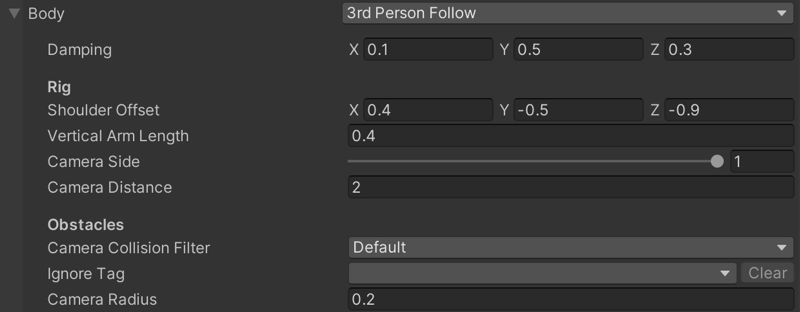 Body 3rd Person Follow
Damping X 0.1 Y 0.5 Z 0.3
Rig
Shoulder Offset X 0.4 Y -0.5 Z -0.9
Vertical Arm Length 0.4
Camera Side 1
Camera Distance 2
Obstacles
Camera Collision Filter Default
Ignore Tag Clear
Camera Radius 0.2